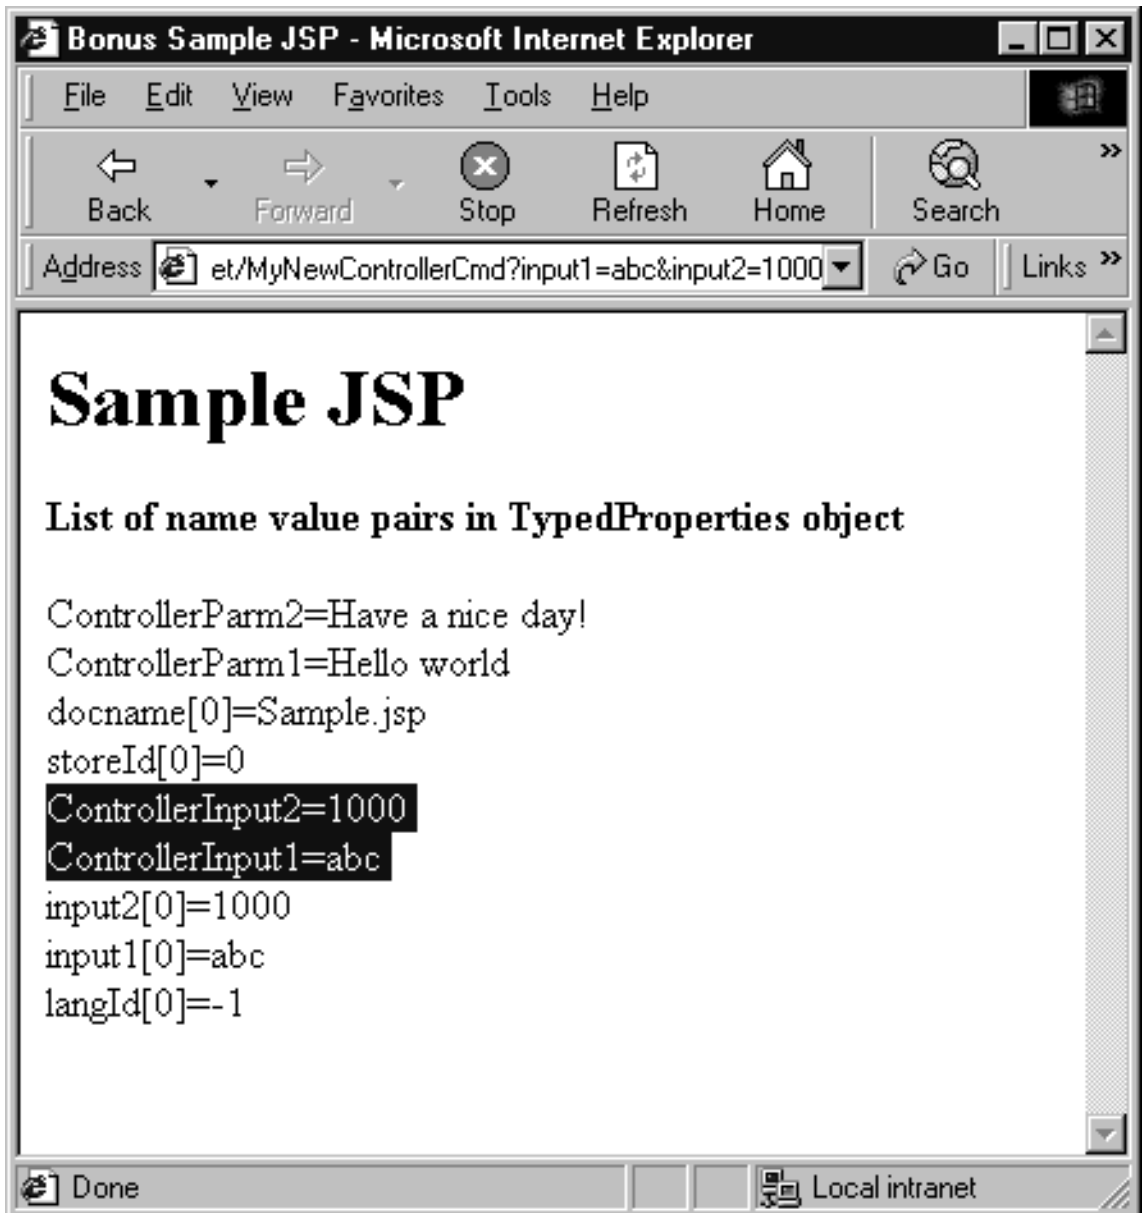 Bonus Sample JSP - Microsoft Internet Explorer
File Edit View Favorites Tools Help
Back Forward Stop Refresh Home Search »
Address et/MyNewControllerCmd?input1=abc&input2=1000 Go Links »
Sample JSP
List of name value pairs in TypedProperties object
ControllerParm2=Have a nice day!
ControllerParm1=Hello world
docname[0]=Sample.jsp
storeId[0]=0
ControllerInput2=1000
ControllerInput1=abc
input2[0]=1000
input1[0]=abc
langId[0]=-1
Done Local intranet